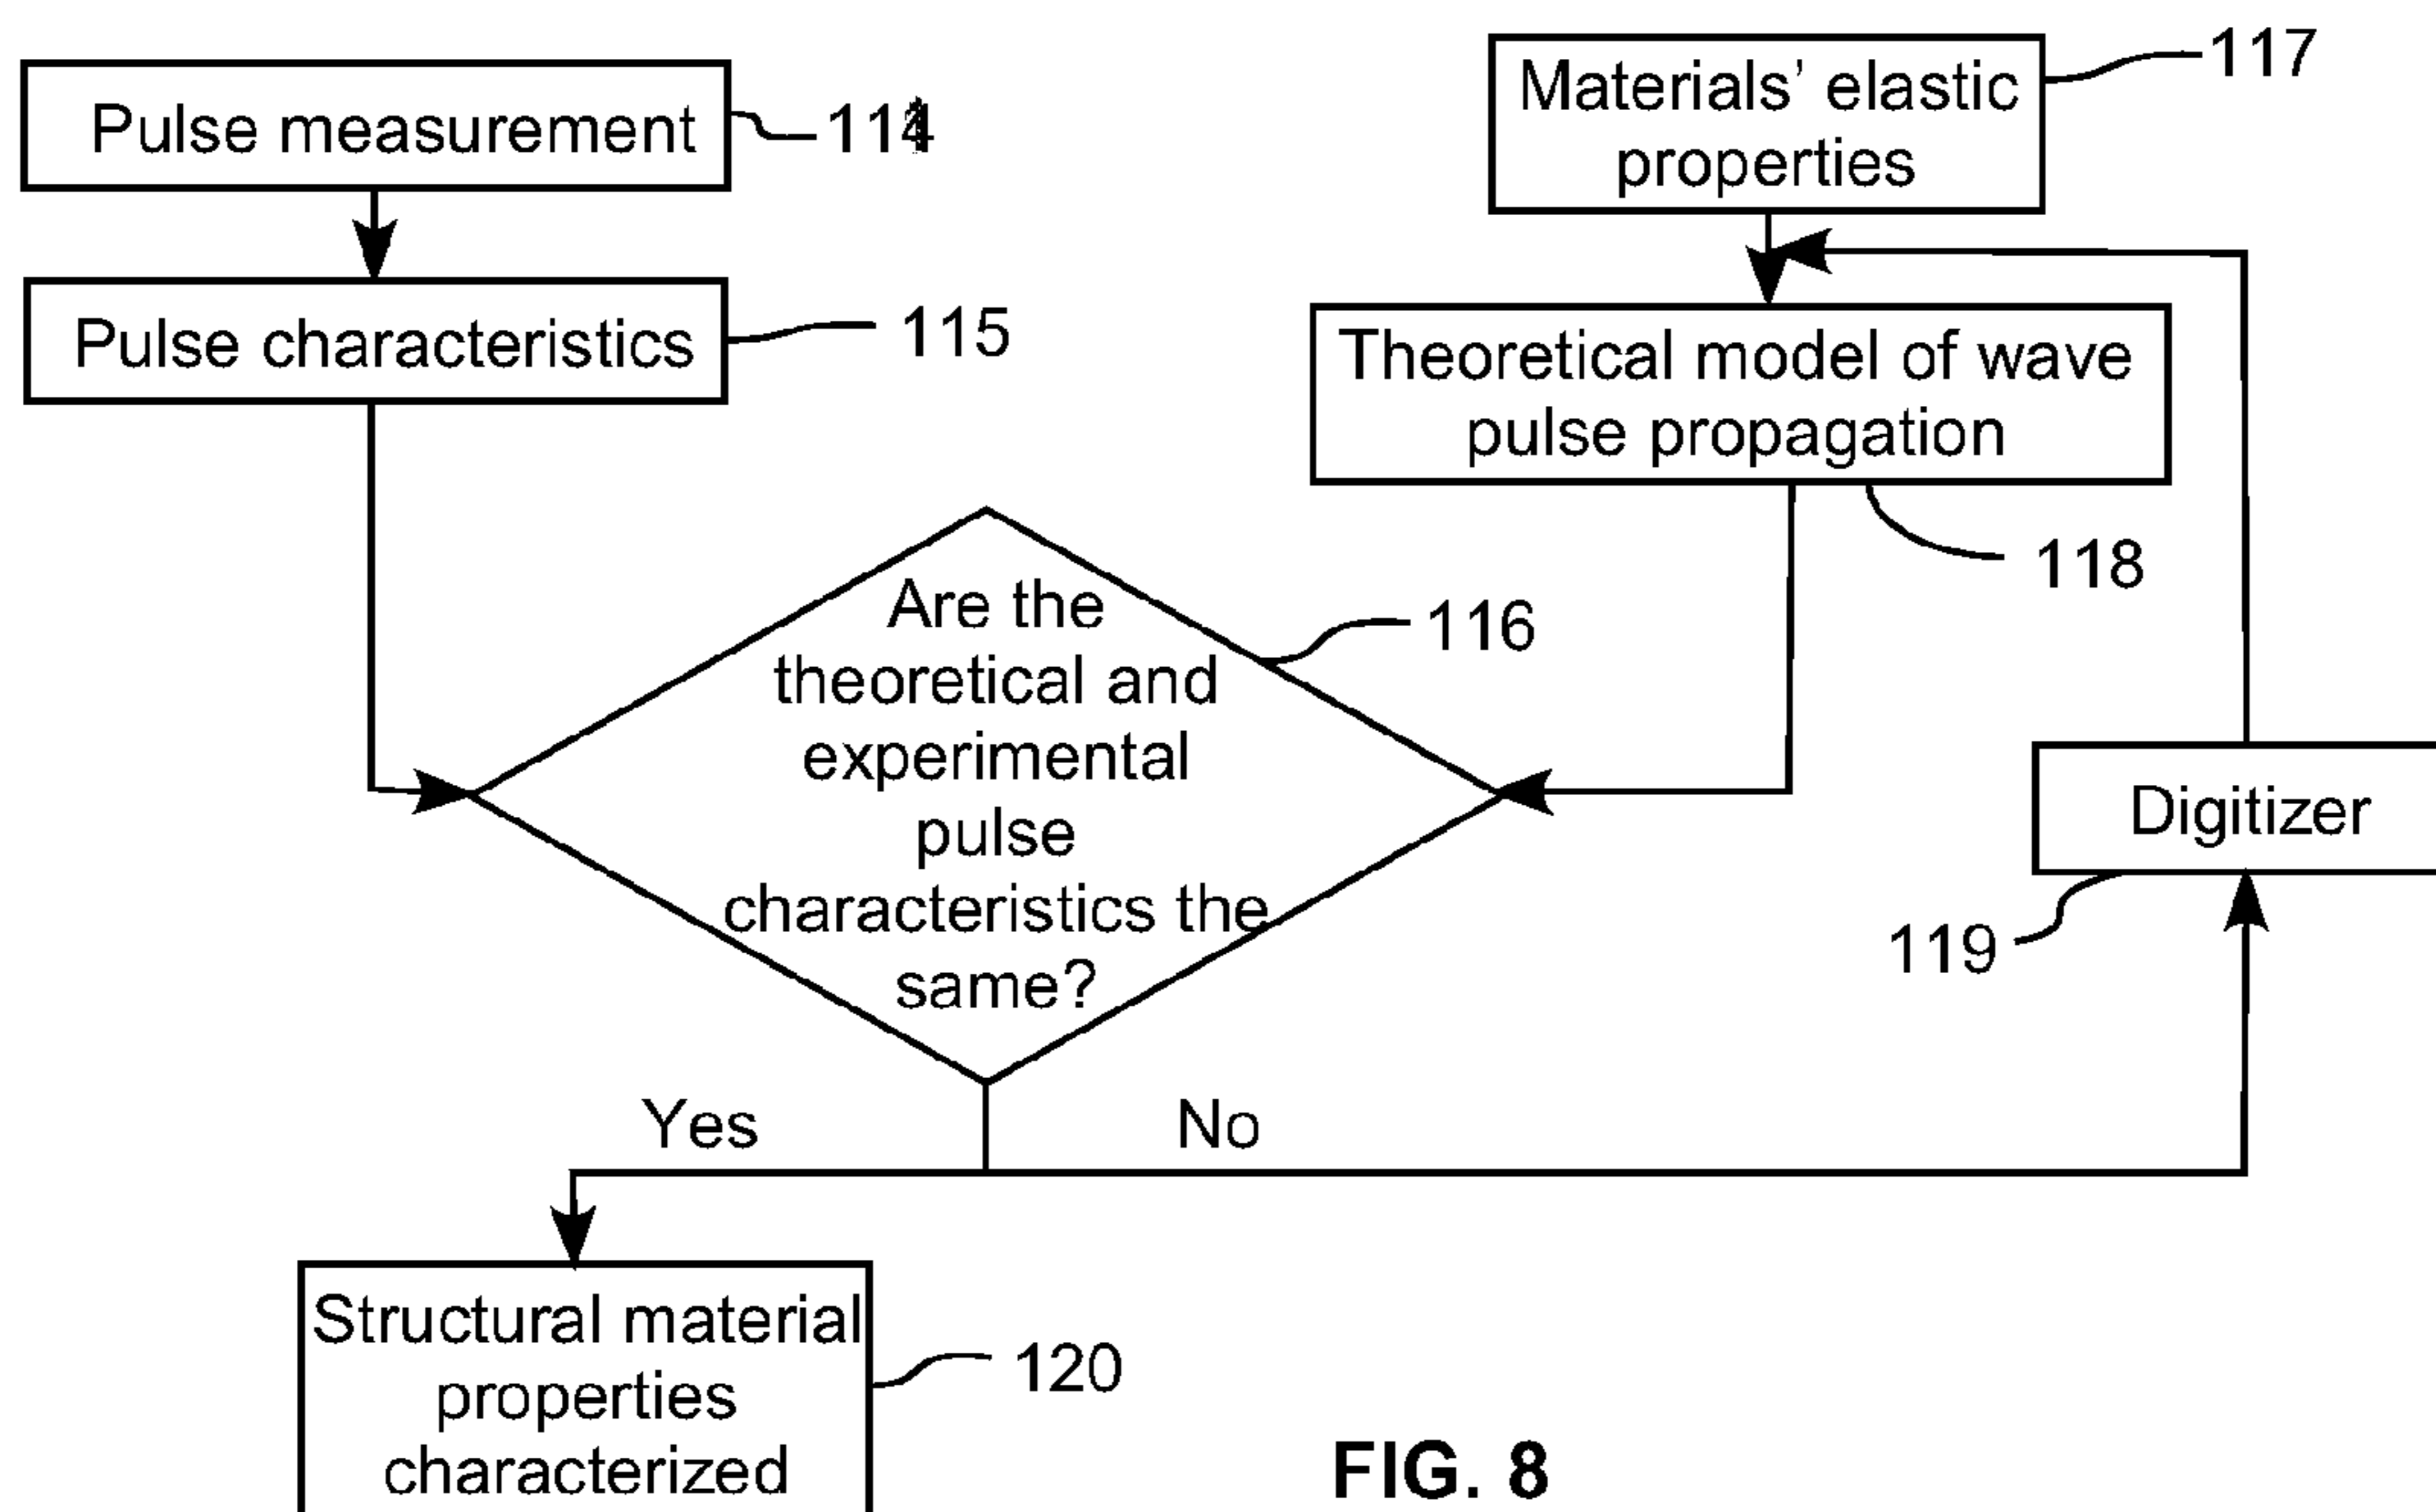 Pulse measurement
114
Pulse characteristics
115
Materials' elastic
properties
117
Theoretical model of wave
pulse propagation
118
Are the
theoretical and
experimental
pulse
characteristics the
same?
116
Digitizer
119
Yes
No
Structural material
properties
characterized
120
FIG. 8